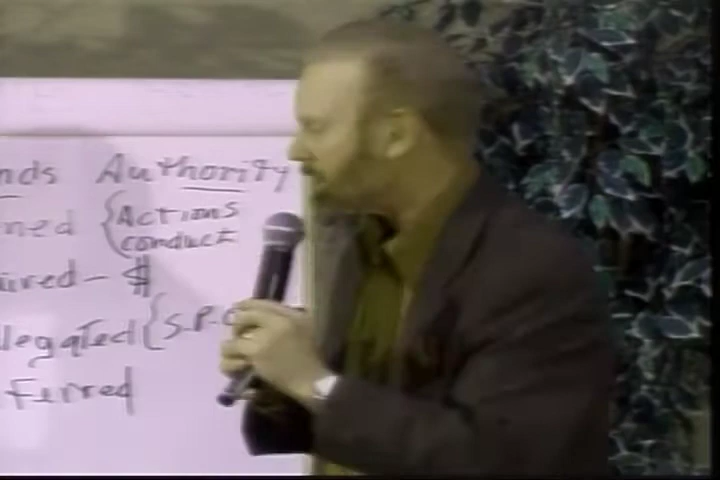 nds Authority
ned { Actions
conduct
ired - $
legated { S.P.
ferred